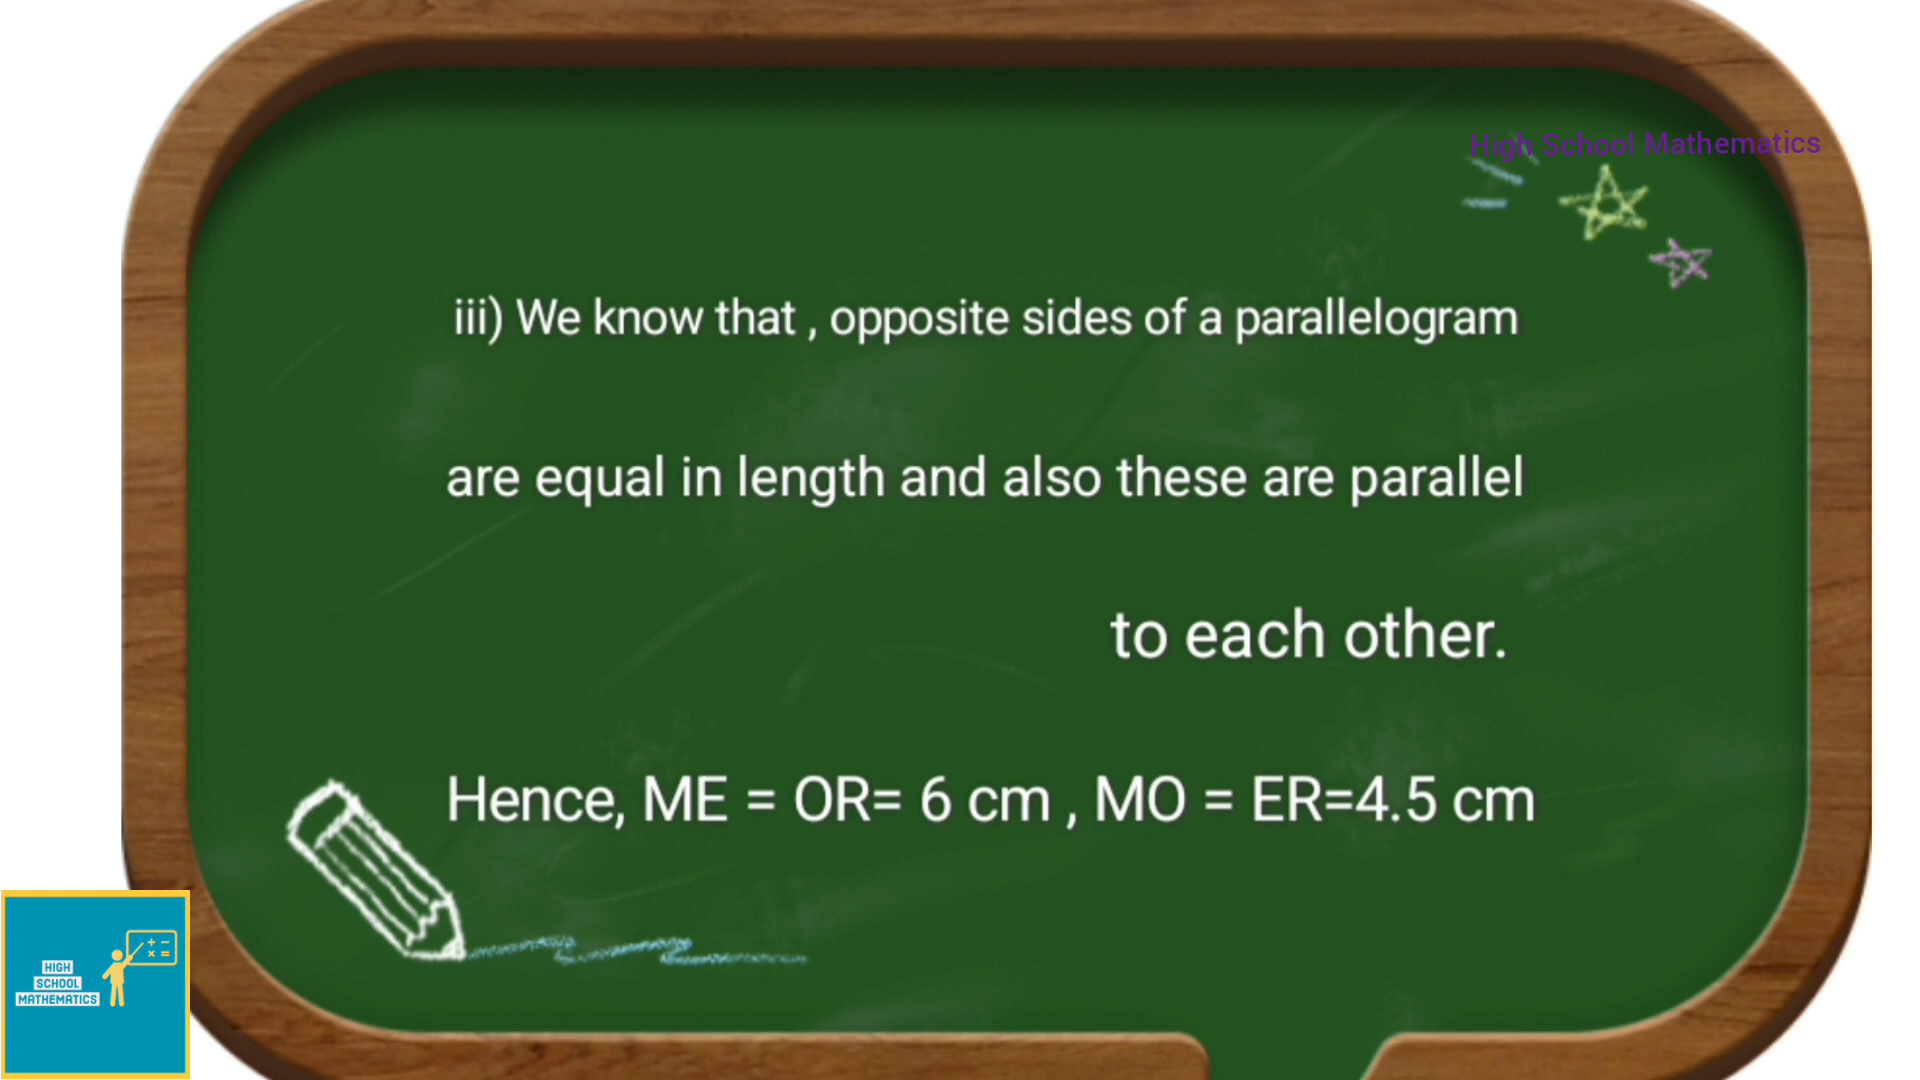 High School Mathematics
iii) We know that , opposite sides of a parallelogram
are equal in length and also these are parallel
to each other.
Hence, ME = OR= 6 cm , MO = ER=4.5 cm
HIGH
SCHOOL
MATHEMATICS